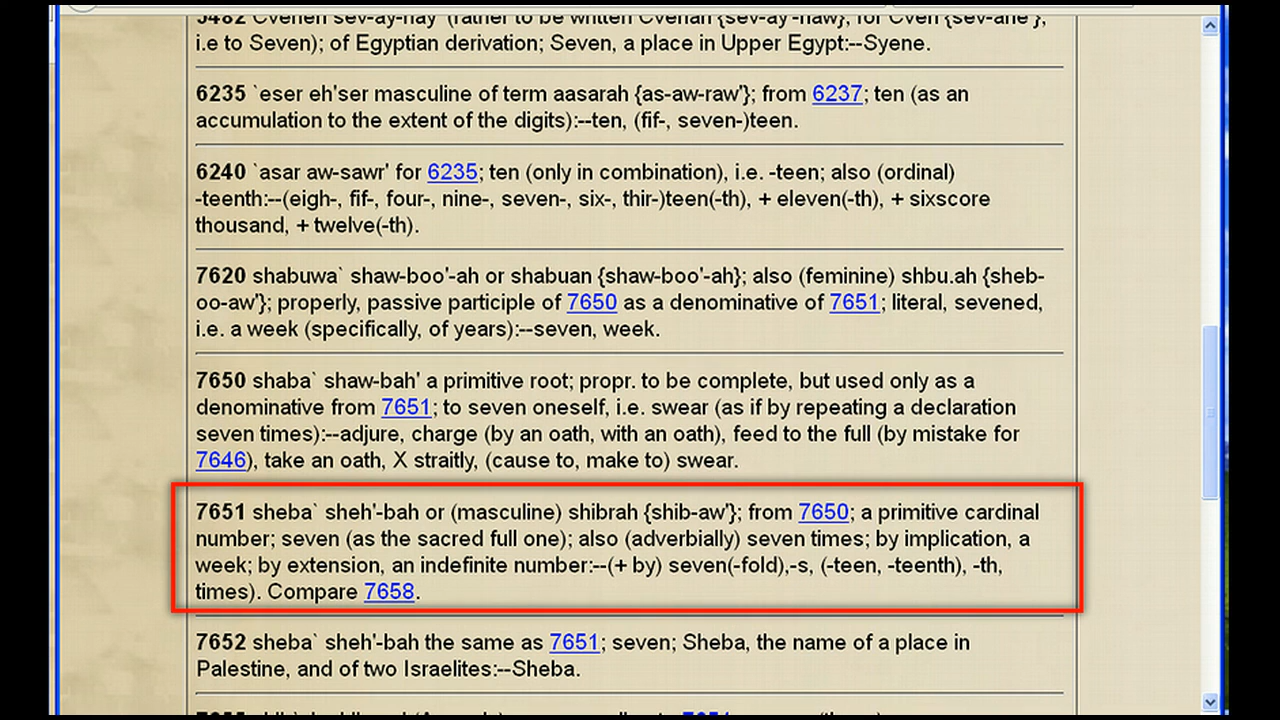 5482 Cveneh sev-ay-nay' (rather to be written Cvenah {sev-ay'-naw}; for Cven {sev-ane'},
i.e to Seven); of Egyptian derivation; Seven, a place in Upper Egypt:--Syene.
6235 `eser eh'ser masculine of term aasarah {as-aw-raw'}; from 6237; ten (as an
accumulation to the extent of the digits):--ten, (fif-, seven-)teen.
6240 `asar aw-sawr' for 6235; ten (only in combination), i.e. -teen; also (ordinal)
-teenth:--(eigh-, fif-, four-, nine-, seven-, six-, thir-)teen(-th), + eleven(-th), + sixscore
thousand, + twelve(-th).
7620 shabuwa` shaw-boo'-ah or shabuan {shaw-boo'-ah}; also (feminine) shbu.ah {sheb-
oo-aw'}; properly, passive participle of 7650 as a denominative of 7651; literal, sevened,
i.e. a week (specifically, of years):--seven, week.
7650 shaba` shaw-bah' a primitive root; propr. to be complete, but used only as a
denominative from 7651; to seven oneself, i.e. swear (as if by repeating a declaration
seven times):--adjure, charge (by an oath, with an oath), feed to the full (by mistake for
7646), take an oath, X straitly, (cause to, make to) swear.
7651 sheba` sheh'-bah or (masculine) shibrah {shib-aw'}; from 7650; a primitive cardinal
number; seven (as the sacred full one); also (adverbially) seven times; by implication, a
week; by extension, an indefinite number:--(+ by) seven(-fold),-s, (-teen, -teenth), -th,
times). Compare 7658.
7652 sheba` sheh'-bah the same as 7651; seven; Sheba, the name of a place in
Palestine, and of two Israelites:--Sheba.